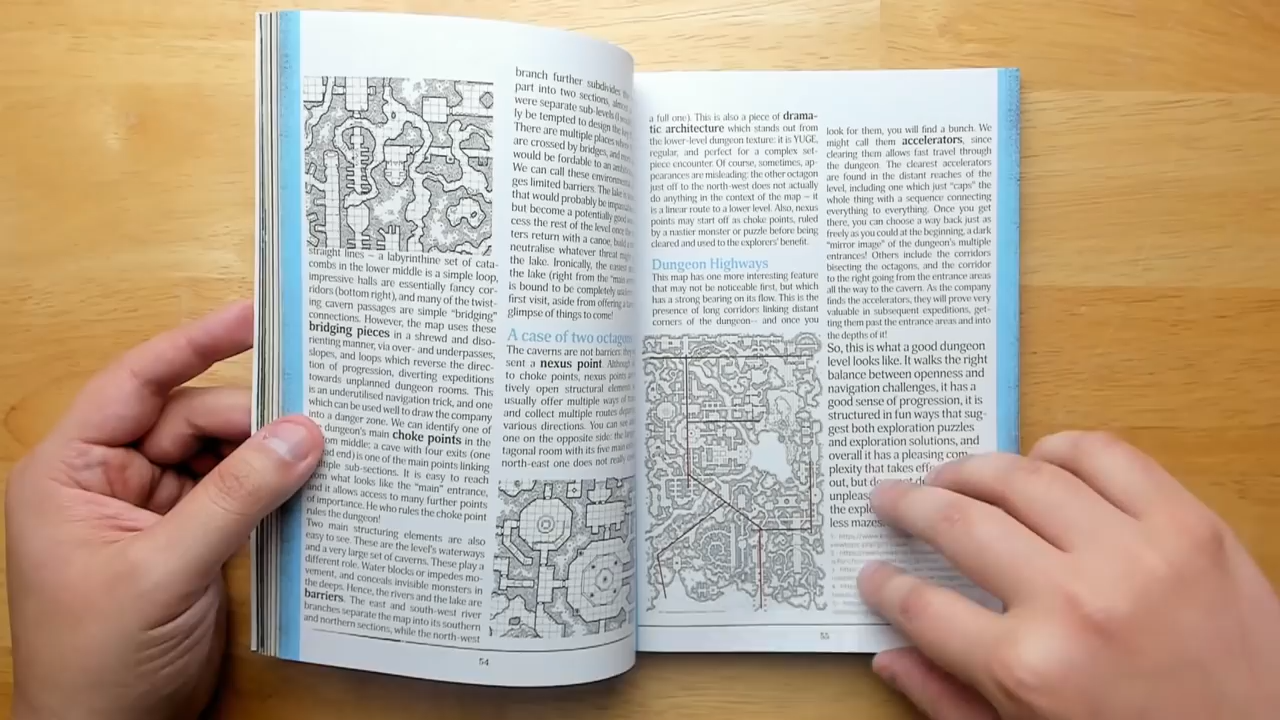 straight lines – a labyrinthine set of cata-
combs in the lower middle is a simple loop,
impressive halls are essentially fancy cor-
ridors (bottom right), and many of the twist-
ing cavern passages are simple "bridging"
connections. However, the map uses these
bridging pieces in a shrewd and diso-
rienting manner, via over- and underpasses,
slopes, and loops which reverse the direc-
tion of progression, diverting expeditions
towards unplanned dungeon rooms. This
is an underutilised navigation trick, and one
which can be used well to draw the company
into a danger zone. We can identify one of
dungeon's main choke points in the
om middle: a cave with four exits (one
ad end) is one of the main points linking
ltiple sub-sections. It is easy to reach
om what looks like the "main" entrance,
and it allows access to many further points
of importance. He who rules the choke point
rules the dungeon!
Two main structuring elements are also
easy to see. These are the level's waterways
and a very large set of caverns. These play a
different role. Water blocks or impedes mo-
vement, and conceals invisible monsters in
the deeps. Hence, the rivers and the lake are
barriers. The east and south-west river
branches separate the map into its southern
and northern sections, while the north-west
54
branch further subdivides
part into two sections,
were separate sub-levels
ly be tempted to design the
There are multiple places
are crossed by bridges, and
would be fordable to an
We can call these environmen
ges limited barriers. The lake
that would probably be
but become a potentially good
cess the rest of the level once
ters return with a canoe,
neutralise whatever threat
the lake. Ironically, the
the lake (right from the "main
is bound to be completely
first visit, aside from offering a
glimpse of things to come!
A case of two octagon
The caverns are not barriers: they
sent a nexus point. Although
to choke points, nexus points
tively open structural elements
usually offer multiple ways of
and collect multiple routes
various directions. You can see
one on the opposite side: the
tagonal room with its five main
north-east one does not really
a full one). This is also a piece of drama-
tic architecture which stands out from
the lower-level dungeon texture: it is YUGE,
regular, and perfect for a complex set-
piece encounter. Of course, sometimes, ap-
pearances are misleading: the other octagon
just off to the north-west does not actually
do anything in the context of the map – it
is a linear route to a lower level. Also, nexus
points may start off as choke points, ruled
by a nastier monster or puzzle before being
cleared and used to the explorers' benefit.
Dungeon Highways
This map has one more interesting feature
that may not be noticeable first, but which
has a strong bearing on its flow. This is the
presence of long corridors linking distant
corners of the dungeon– and once you
look for them, you will find a bunch. We
might call them accelerators, since
clearing them allows fast travel through
the dungeon. The clearest accelerators
are found in the distant reaches of the
level, including one which just "caps" the
whole thing with a sequence connecting
everything to everything. Once you get
there, you can choose a way back just as
freely as you could at the beginning, a dark
"mirror image" of the dungeon's multiple
entrances! Others include the corridors
bisecting the octagons, and the corridor
to the right going from the entrance areas
all the way to the cavern. As the company
finds the accelerators, they will prove very
valuable in subsequent expeditions, get-
ting them past the entrance areas and into
the depths of it!
So, this is what a good dungeon
level looks like. It walks the right
balance between openness and
navigation challenges, it has a
good sense of progression, it is
structured in fun ways that sug-
gest both exploration puzzles
and exploration solutions, and
overall it has a pleasing com-
plexity that takes
out, but
unpleas
the explo
less mazes.
55